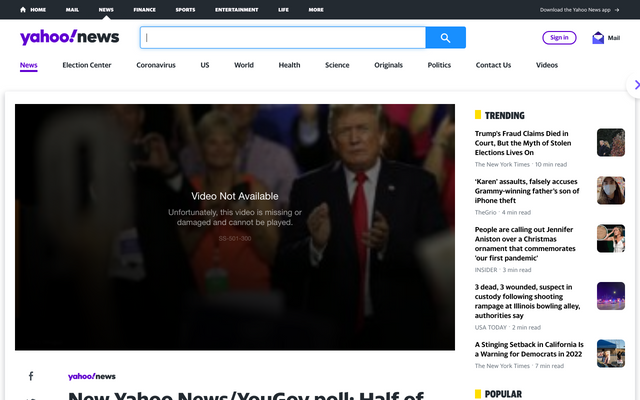 HOME MAIL NEWS FINANCE SPORTS ENTERTAINMENT LIFE MORE Download the Yahoo News app →
yahoo!news
Sign in
Mail
News Election Center Coronavirus US World Health Science Originals Politics Contact Us Videos
Video Not Available
Unfortunately, this video is missing or
damaged and cannot be played.
SS-501-300
TRENDING
Trump's Fraud Claims Died in
Court, But the Myth of Stolen
Elections Lives On
The New York Times · 10 min read
'Karen' assaults, falsely accuses
Grammy-winning father's son of
iPhone theft
TheGrio · 4 min read
People are calling out Jennifer
Aniston over a Christmas
ornament that commemorates
'our first pandemic'
INSIDER · 3 min read
3 dead, 3 wounded, suspect in
custody following shooting
rampage at Illinois bowling alley,
authorities say
USA TODAY · 2 min read
A Stinging Setback in California Is
a Warning for Democrats in 2022
The New York Times · 7 min read
POPULAR
yahoo!news
New Yahoo News/YouGov poll: Half of